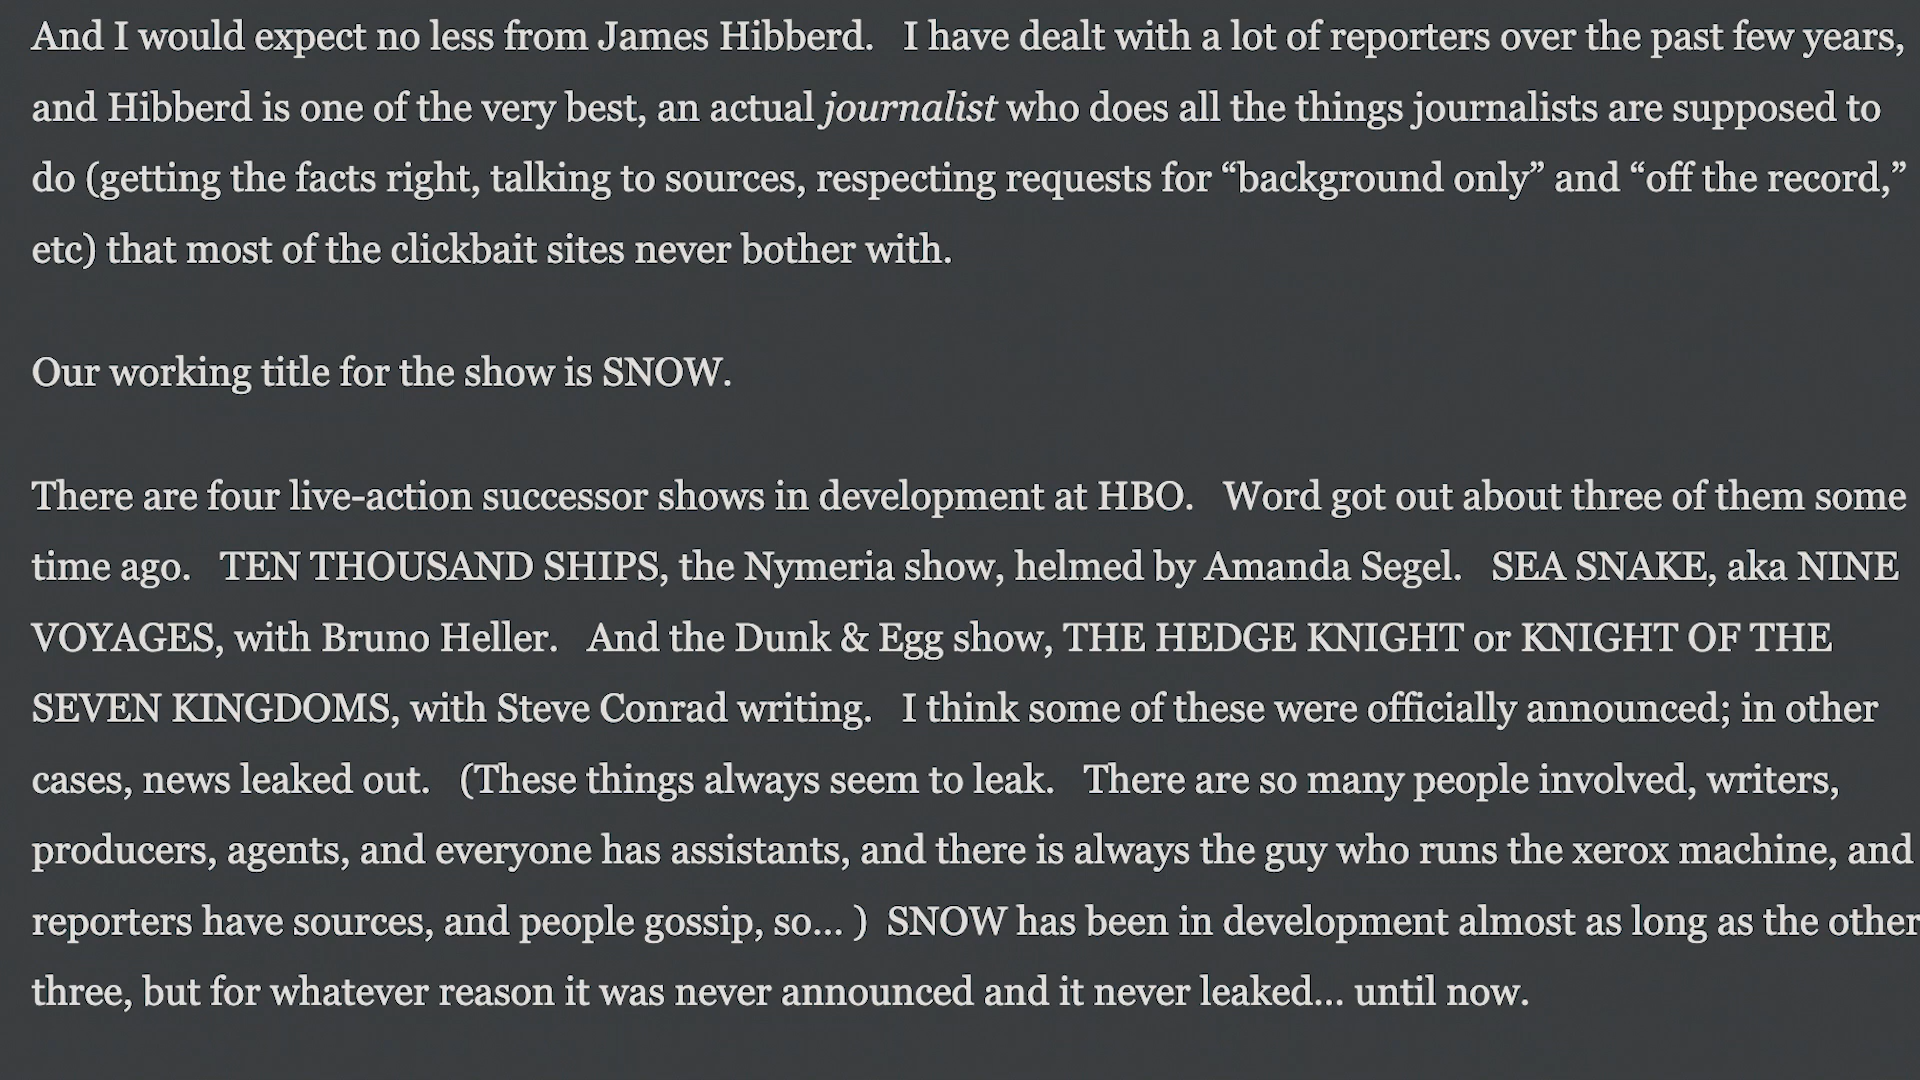 And I would expect no less from James Hibberd.   I have dealt with a lot of reporters over the past few years,
and Hibberd is one of the very best, an actual journalist who does all the things journalists are supposed to
do (getting the facts right, talking to sources, respecting requests for “background only” and “off the record,”
etc) that most of the clickbait sites never bother with.
Our working title for the show is SNOW.
There are four live-action successor shows in development at HBO.   Word got out about three of them some
time ago.   TEN THOUSAND SHIPS, the Nymeria show, helmed by Amanda Segel.   SEA SNAKE, aka NINE
VOYAGES, with Bruno Heller.   And the Dunk & Egg show, THE HEDGE KNIGHT or KNIGHT OF THE
SEVEN KINGDOMS, with Steve Conrad writing.   I think some of these were officially announced; in other
cases, news leaked out.   (These things always seem to leak.   There are so many people involved, writers,
producers, agents, and everyone has assistants, and there is always the guy who runs the xerox machine, and
reporters have sources, and people gossip, so… )  SNOW has been in development almost as long as the other
three, but for whatever reason it was never announced and it never leaked… until now.